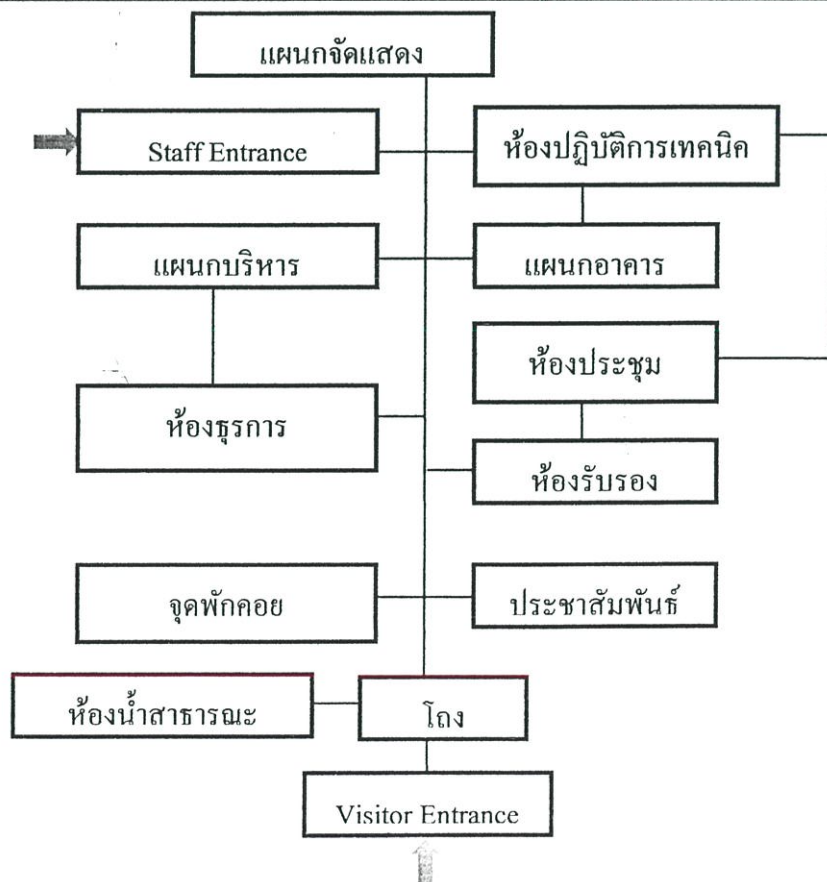 แผนกจัดแสดง
Staff Entrance
ห้องปฏิบัติการเทคนิค
แผนกบริหาร
แผนกอาคาร
ห้องประชุม
ห้องธุรการ
ห้องรับรอง
จุดพักคอย
ประชาสัมพันธ์
ห้องน้ำสาธารณะ
โถง
Visitor Entrance